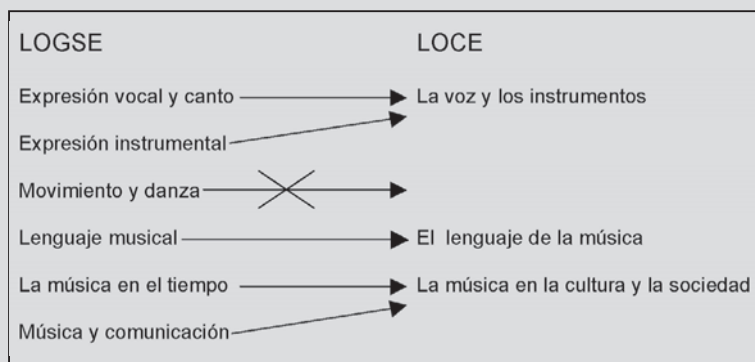 LOGSE LOCE
Expresión vocal y canto La voz y los instrumentos
Expresión instrumental
Movimiento y danza
Lenguaje musical El lenguaje de la música
La música en el tiempo La música en la cultura y la sociedad
Música y comunicación